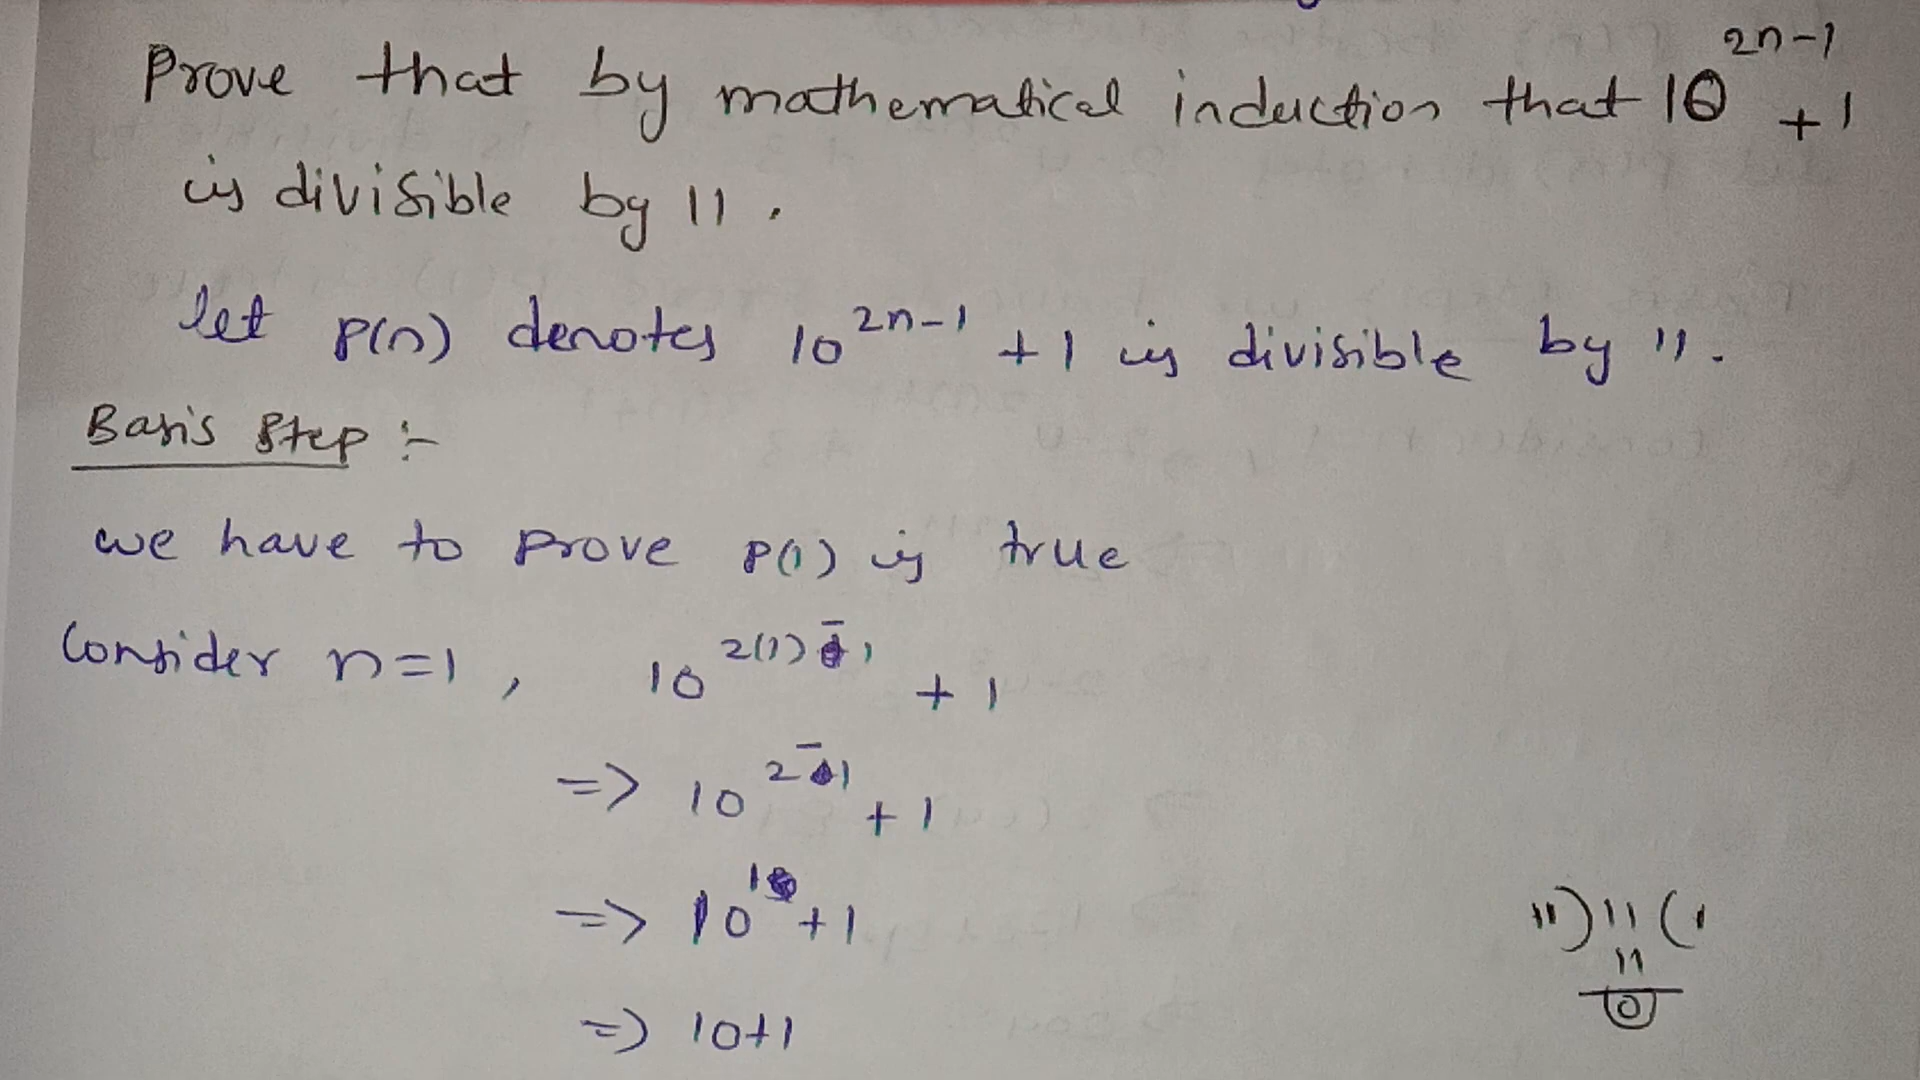 Prove that by mathematical induction that 10^2n-1 + 1
is divisible by 11.
let P(n) denotes 10^2n-1 + 1 is divisible by 11.
Basis Step :-
we have to prove P(1) is true
Consider n=1, 10^2(1)-1 + 1
=> 10^2-1 + 1
=> 10^1 + 1
11)11(1
11
0
=> 10+1